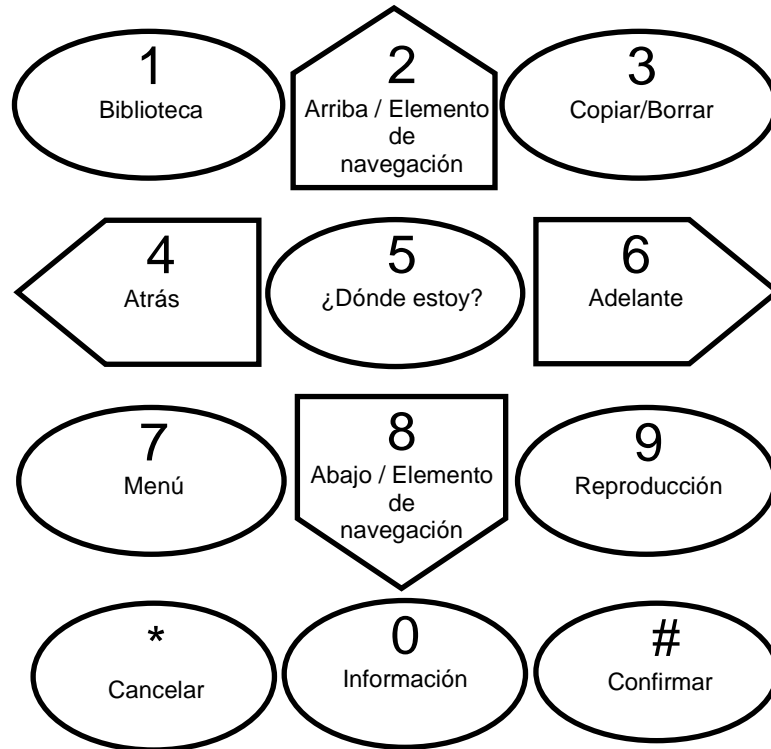 1
Biblioteca
2
Arriba / Elemento
de
navegación
3
Copiar/Borrar
4
Atrás
5
¿Dónde estoy?
6
Adelante
7
Menú
8
Abajo / Elemento
de
navegación
9
Reproducción
*
Cancelar
0
Información
#
Confirmar